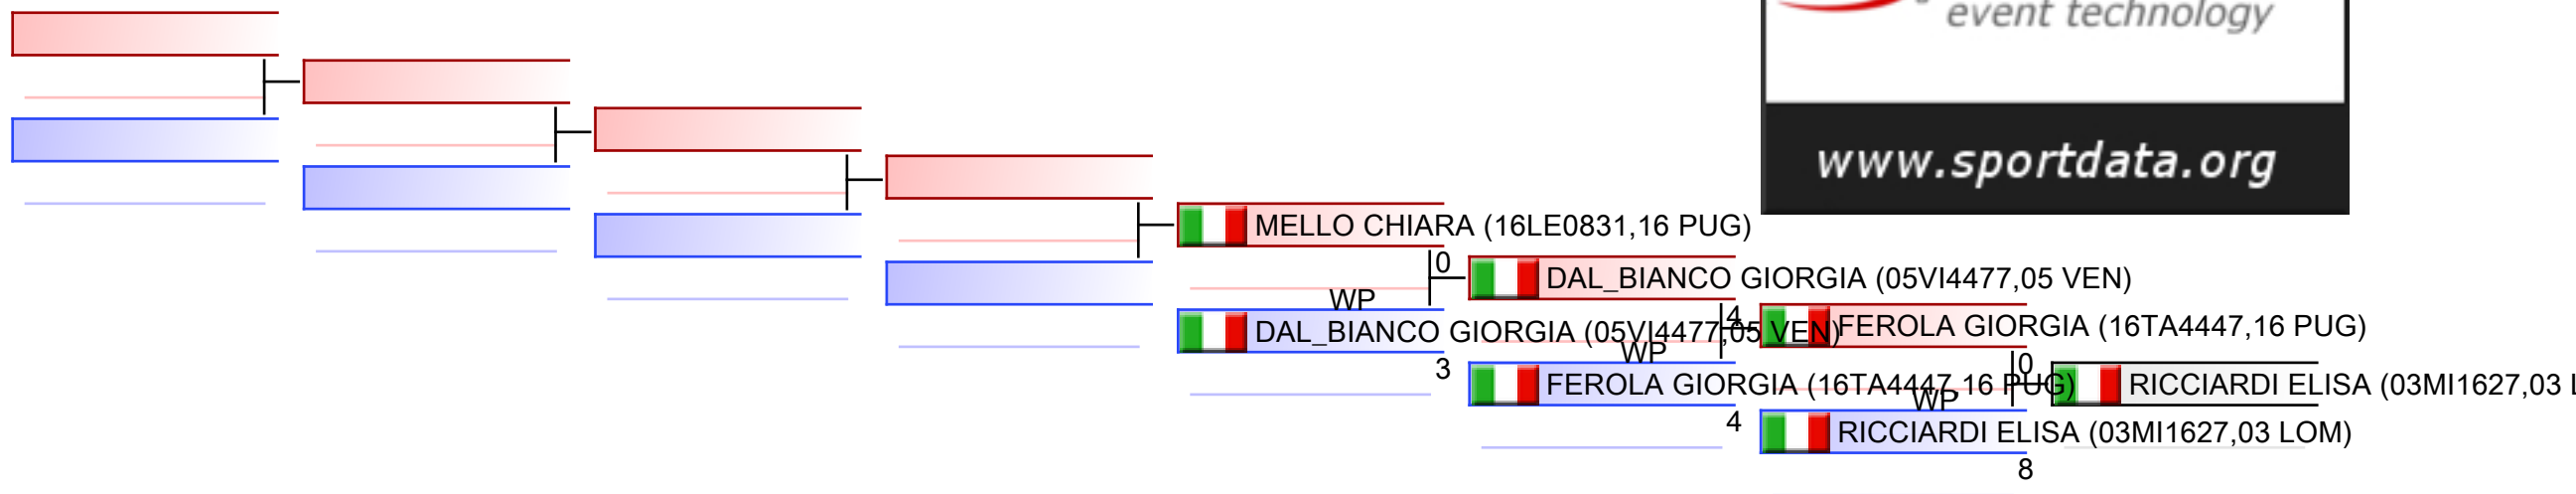 event technology
www.sportdata.org
MELLO CHIARA (16LE0831,16 PUG)
0
DAL_BIANCO GIORGIA (05VI4477,05 VEN)
WP
DAL_BIANCO GIORGIA (05VI4477,05 VEN)
4
FEROLA GIORGIA (16TA4447,16 PUG)
WP
3
0
FEROLA GIORGIA (16TA4447,16 PUG)
RICCIARDI ELISA (03MI1627,03 L
WP
4
RICCIARDI ELISA (03MI1627,03 LOM)
8